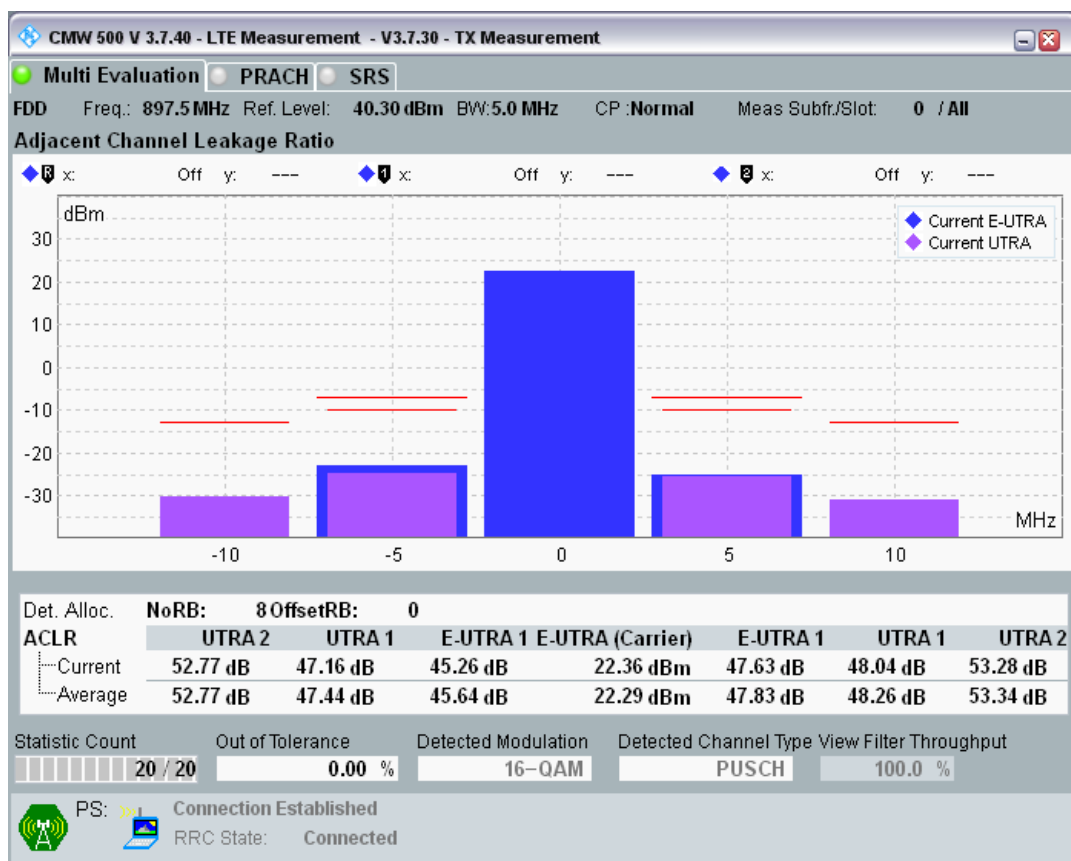 CMW 500 V 3.7.40 - LTE Measurement - V3.7.30 - TX Measurement
Multi Evaluation PRACH SRS
FDD Freq.: 897.5 MHz Ref. Level: 40.30 dBm BW: 5.0 MHz CP : Normal Meas Subfr./Slot: 0 / All
Adjacent Channel Leakage Ratio
R x: Off y: --- 1 x: Off y: --- 2 x: Off y: ---
dBm
Current E-UTRA
Current UTRA
30
20
10
0
-10
-20
-30
MHz
-10 -5 0 5 10
Det. Alloc. NoRB: 8 OffsetRB: 0
ACLR UTRA 2 UTRA 1 E-UTRA 1 E-UTRA (Carrier) E-UTRA 1 UTRA 1 UTRA 2
Current 52.77 dB 47.16 dB 45.26 dB 22.36 dBm 47.63 dB 48.04 dB 53.28 dB
Average 52.77 dB 47.44 dB 45.64 dB 22.29 dBm 47.83 dB 48.26 dB 53.34 dB
Statistic Count Out of Tolerance Detected Modulation Detected Channel Type View Filter Throughput
20 / 20 0.00 % 16-QAM PUSCH 100.0 %
PS: Connection Established
RRC State: Connected